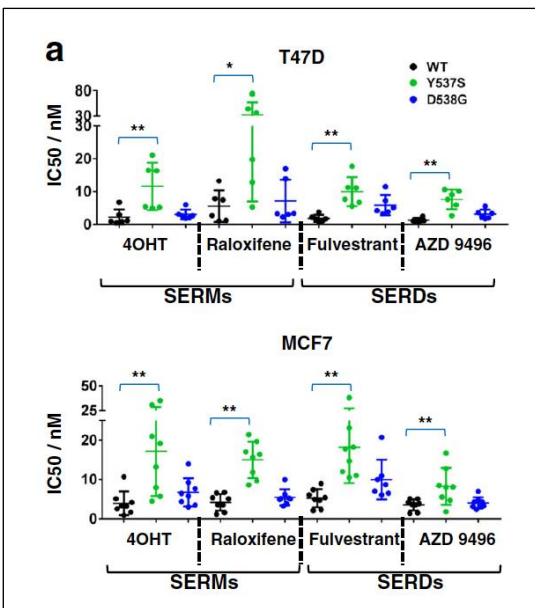 a
T47D
WT
Y537S
D538G
IC50 / nM
80
30
30
20
10
0
**
*
**
**
4OHT Raloxifene Fulvestrant AZD 9496
SERMs SERDs
MCF7
IC50 / nM
50
25
20
10
0
**
**
**
**
4OHT Raloxifene Fulvestrant AZD 9496
SERMs SERDs